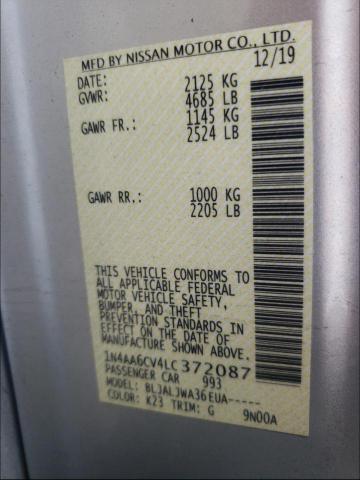 MFD BY NISSAN MOTOR CO., LTD.
DATE: 12/19
GVWR: 2125 KG
4685 LB
GAWR FR.: 1145 KG
2524 LB
GAWR RR.: 1000 KG
2205 LB
THIS VEHICLE CONFORMS TO
ALL APPLICABLE FEDERAL
MOTOR VEHICLE SAFETY,
BUMPER, AND THEFT
PREVENTION STANDARDS IN
EFFECT ON THE DATE OF
MANUFACTURE SHOWN ABOVE.
1N4AA6CV4LC372087
PASSENGER CAR 993
MODEL: BLJALJWA36EUA-----
COLOR: K23 TRIM: G 9N00A